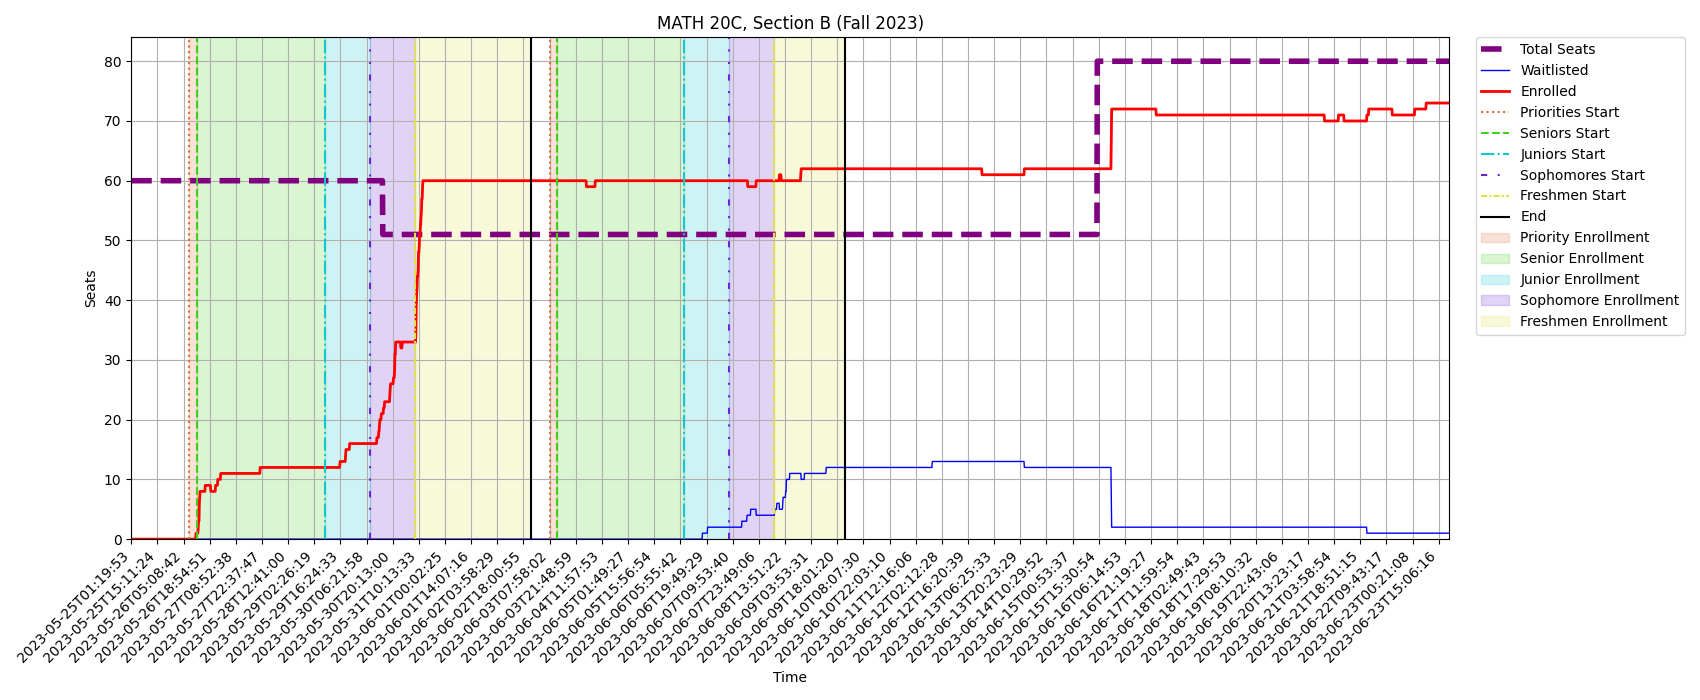 MATH 20C, Section B (Fall 2023)
Seats
80
70
60
50
40
30
20
10
0
2023-05-25T01:19:53
2023-05-25T15:11:24
2023-05-26T05:08:42
2023-05-26T18:54:51
2023-05-27T08:52:38
2023-05-27T22:37:47
2023-05-28T12:41:00
2023-05-29T02:26:19
2023-05-29T16:24:33
2023-05-30T06:21:58
2023-05-30T20:13:00
2023-05-31T10:13:33
2023-06-01T00:02:25
2023-06-01T14:07:16
2023-06-02T03:58:29
2023-06-02T18:00:55
2023-06-03T07:58:02
2023-06-03T21:48:59
2023-06-04T11:57:53
2023-06-05T01:49:27
2023-06-05T15:56:54
2023-06-06T05:55:42
2023-06-06T19:49:29
2023-06-07T09:53:40
2023-06-07T23:49:06
2023-06-08T13:51:22
2023-06-09T03:53:31
2023-06-09T18:01:20
2023-06-10T08:07:30
2023-06-10T22:03:10
2023-06-11T12:16:06
2023-06-12T02:12:28
2023-06-12T16:20:39
2023-06-13T06:25:33
2023-06-13T20:23:29
2023-06-14T10:29:52
2023-06-15T00:53:37
2023-06-15T15:30:54
2023-06-16T06:14:53
2023-06-16T21:19:27
2023-06-17T11:59:54
2023-06-18T02:49:43
2023-06-18T17:29:53
2023-06-19T08:10:32
2023-06-19T22:43:06
2023-06-20T13:23:17
2023-06-21T03:58:54
2023-06-21T18:51:15
2023-06-22T09:43:17
2023-06-23T00:21:08
2023-06-23T15:06:16
Time
Total Seats
Waitlisted
Enrolled
Priorities Start
Seniors Start
Juniors Start
Sophomores Start
Freshmen Start
End
Priority Enrollment
Senior Enrollment
Junior Enrollment
Sophomore Enrollment
Freshmen Enrollment